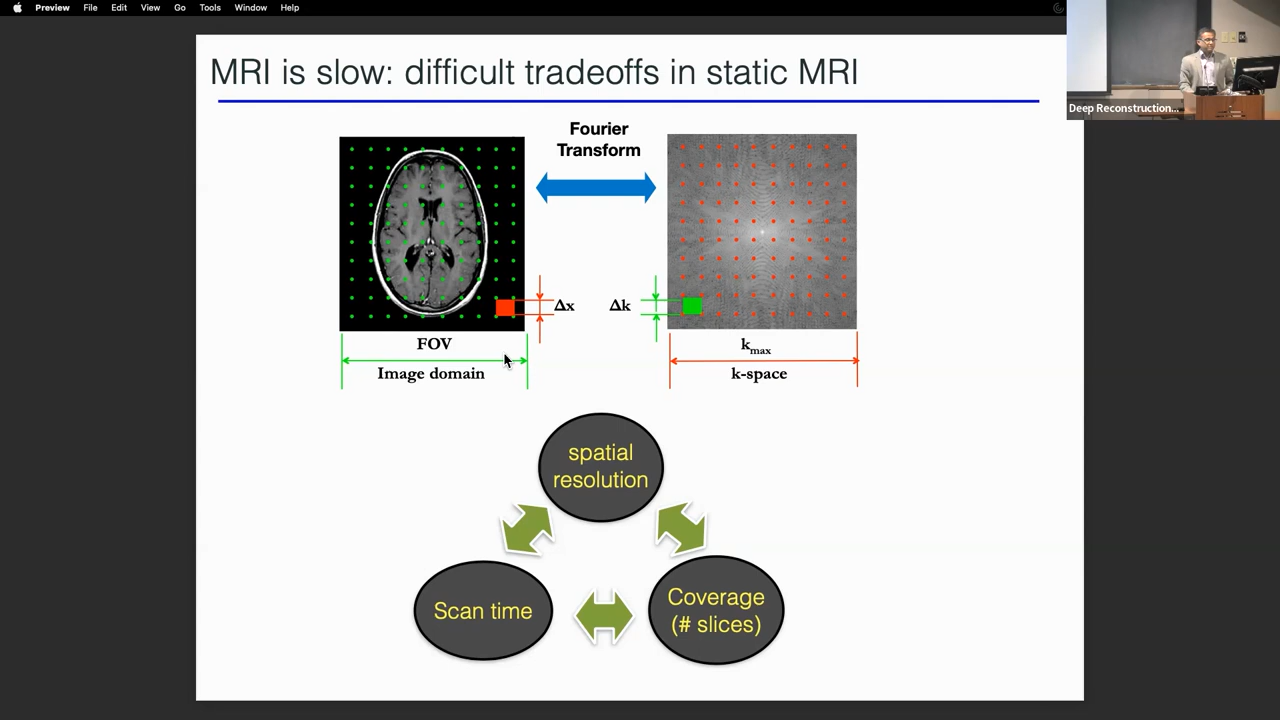 Preview File Edit View Go Tools Window Help
Deep Reconstruction...
MRI is slow: difficult tradeoffs in static MRI
Fourier
Transform
Δx
Δk
FOV
Image domain
kmax
k-space
spatial
resolution
Scan time
Coverage
(# slices)